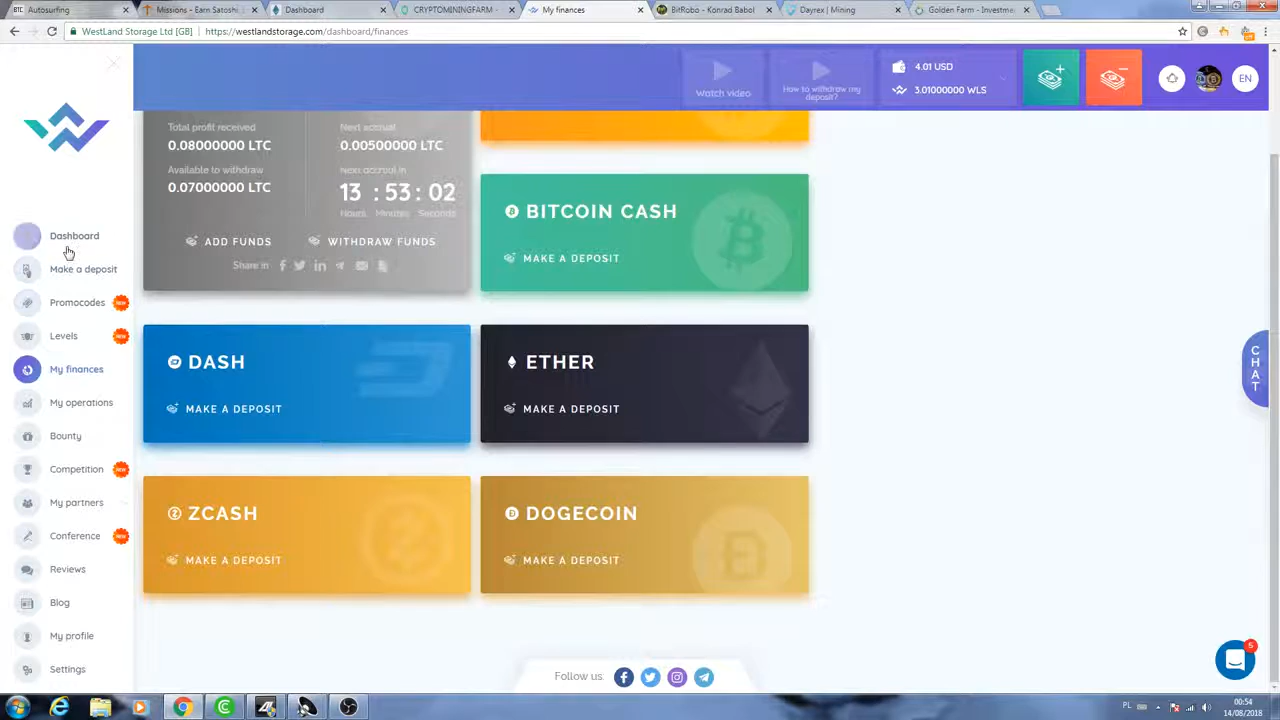 Autosurfing
Missions - Earn Satoshi
Dashboard
CRYPTOMININGFARM -
My finances
BitRobo - Konrad Babol
Dayrex | Mining
Golden Farm - Investme
WestLand Storage Ltd [GB] https://westlandstorage.com/dashboard/finances
Watch video
How to withdraw my
deposit?
4.01 USD
3.01000000 WLS
EN
Dashboard
Make a deposit
Promocodes
NEW
Levels
NEW
My finances
My operations
Bounty
Competition
NEW
My partners
Conference
NEW
Reviews
Blog
My profile
Settings
Total profit received
0.08000000 LTC
Next accrual
0.00500000 LTC
Available to withdraw
0.07000000 LTC
Next accrual in
13 : 53 : 02
Hours Minutes Seconds
ADD FUNDS
WITHDRAW FUNDS
Share in
BITCOIN CASH
MAKE A DEPOSIT
DASH
MAKE A DEPOSIT
ETHER
MAKE A DEPOSIT
ZCASH
MAKE A DEPOSIT
DOGECOIN
MAKE A DEPOSIT
CHAT
5
Follow us:
PL
00:54
14/08/2018